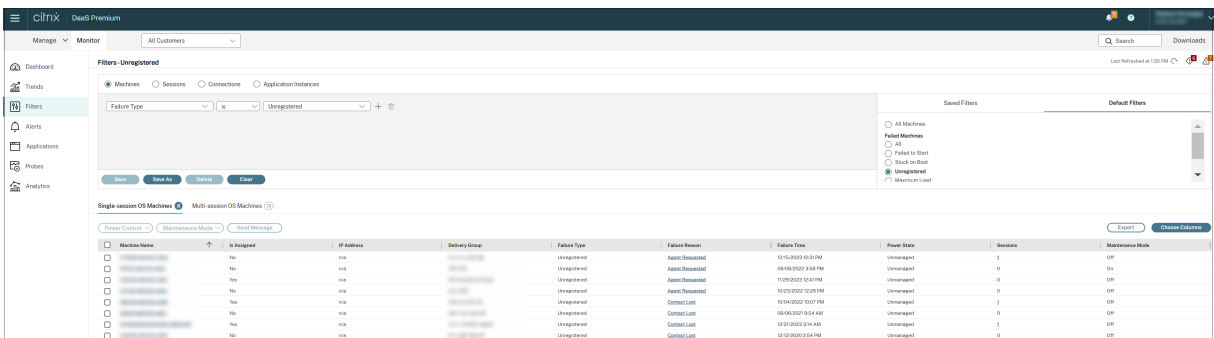 citrix DaaS Premium
Manage Monitor All Customers Search Downloads
Dashboard
Trends
Filters
Alerts
Applications
Probes
Analytics
Filters - Unregistered Last Refreshed at 1:35 PM
Machines Sessions Connections Application Instances
Failure Type Is Unregistered
Saved Filters Default Filters
All Machines
Failed Machines
All
Failed to Start
Stuck on Boot
Unregistered
Maximum Load
Save Save As Delete Clear
Single-session OS Machines Multi-session OS Machines
Power Control Maintenance Mode Send Message Export Choose Columns
Machine Name Is Assigned IP Address Delivery Group Failure Type Failure Reason Failure Time Power State Sessions Maintenance Mode
No n/a Unregistered Agent Requested 12/15/2023 12:31 PM Unmanaged 1 Off
No n/a Unregistered Agent Requested 08/08/2022 3:58 PM Unmanaged 0 On
Yes n/a Unregistered Agent Requested 11/29/2023 12:41 PM Unmanaged 0 Off
No n/a Unregistered Agent Requested 10/23/2022 12:29 PM Unmanaged 0 Off
Yes n/a Unregistered Contact Lost 10/04/2022 10:07 PM Unmanaged 1 Off
No n/a Unregistered Contact Lost 08/06/2021 9:54 AM Unmanaged 0 Off
Yes n/a Unregistered Contact Lost 12/21/2023 3:14 AM Unmanaged 1 Off
No n/a Unregistered Contact Lost 12/12/2020 2:54 PM Unmanaged 0 Off